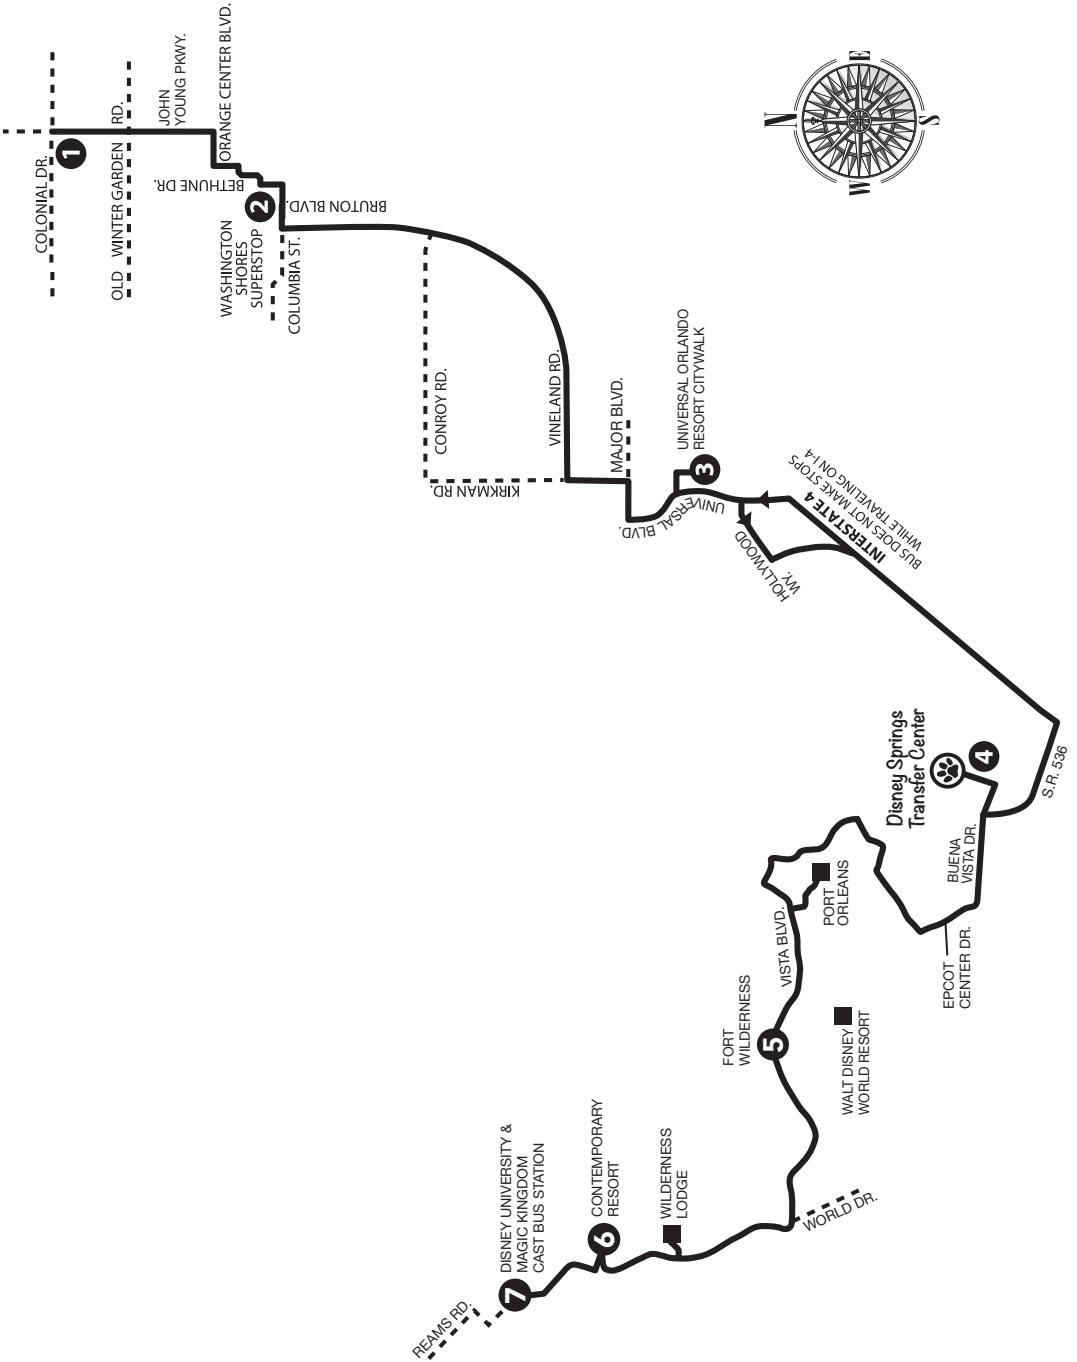 COLONIAL DR.
1
OLD WINTER GARDEN RD.
JOHN
YOUNG PKWY.
ORANGE CENTER BLVD.
BETHUNE DR.
2
WASHINGTON
SHORES
SUPERSTOP
BRUTON BLVD.
COLUMBIA ST.
CONROY RD.
KIRKMAN RD.
VINELAND RD.
MAJOR BLVD.
UNIVERSAL BLVD.
UNIVERSAL ORLANDO
RESORT CITYWALK
3
HOLLYWOOD
WY.
INTERSTATE 4
BUS DOES NOT MAKE STOPS
WHILE TRAVELING ON I-4
N
E
S
W
S.R. 536
Disney Springs
Transfer Center
4
BUENA
VISTA DR.
EPCOT
CENTER DR.
PORT
ORLEANS
VISTA BLVD.
FORT
WILDERNESS
5
WALT DISNEY
WORLD RESORT
WORLD DR.
WILDERNESS
LODGE
CONTEMPORARY
RESORT
6
DISNEY UNIVERSITY &
MAGIC KINGDOM
CAST BUS STATION
7
REAMS RD.